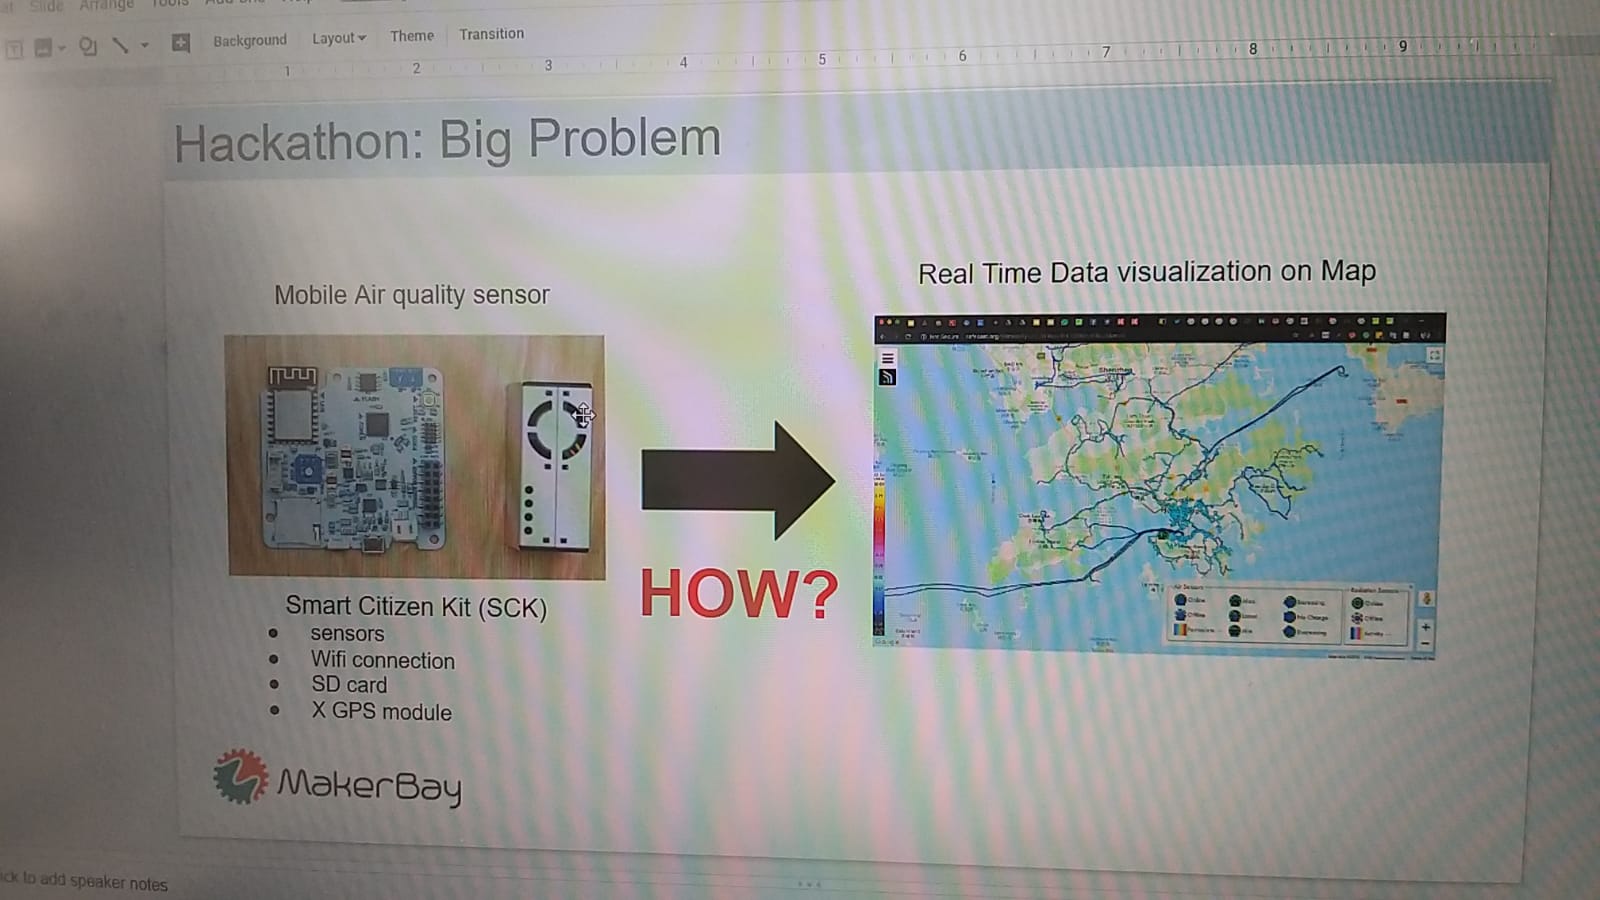 Slide Arrange Tools
Background Layout Theme Transition
1 2 3 4 5 6 7 8 9
Hackathon: Big Problem
Mobile Air quality sensor
Real Time Data visualization on Map
Shenzhen
HOW?
Smart Citizen Kit (SCK)
● sensors
● Wifi connection
● SD card
● X GPS module
MakerBay
to add speaker notes